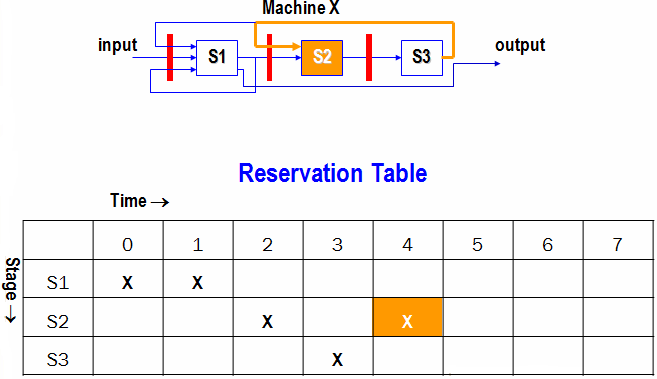 Machine X
input S1 S2 S3 output
Reservation Table
Time →
0 1 2 3 4 5 6 7
Stage →
S1 X X
S2 X X
S3 X